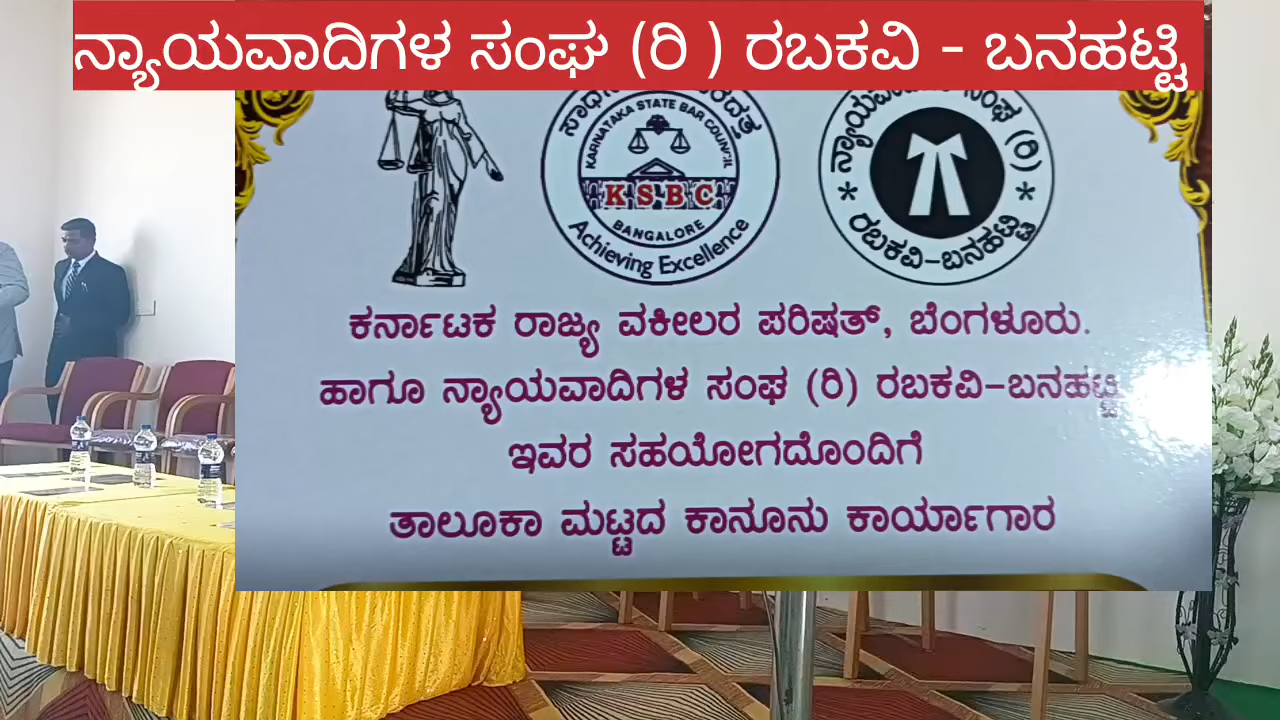 ನ್ಯಾಯವಾದಿಗಳ ಸಂಘ (ರಿ ) ರಬಕವಿ - ಬನಹಟ್ಟಿ
KARNATAKA STATE BAR COUNCIL
KSBC
BANGALORE
Achieving Excellence
ಸಂಘ (ರಿ)
* ರಬಕವಿ-ಬನಹಟ್ಟಿ *
ಕರ್ನಾಟಕ ರಾಜ್ಯ ವಕೀಲರ ಪರಿಷತ್, ಬೆಂಗಳೂರು.
ಹಾಗೂ ನ್ಯಾಯವಾದಿಗಳ ಸಂಘ (ರಿ) ರಬಕವಿ-ಬನಹಟ್ಟಿ
ಇವರ ಸಹಯೋಗದೊಂದಿಗೆ
ತಾಲೂಕಾ ಮಟ್ಟದ ಕಾನೂನು ಕಾರ್ಯಾಗಾರ